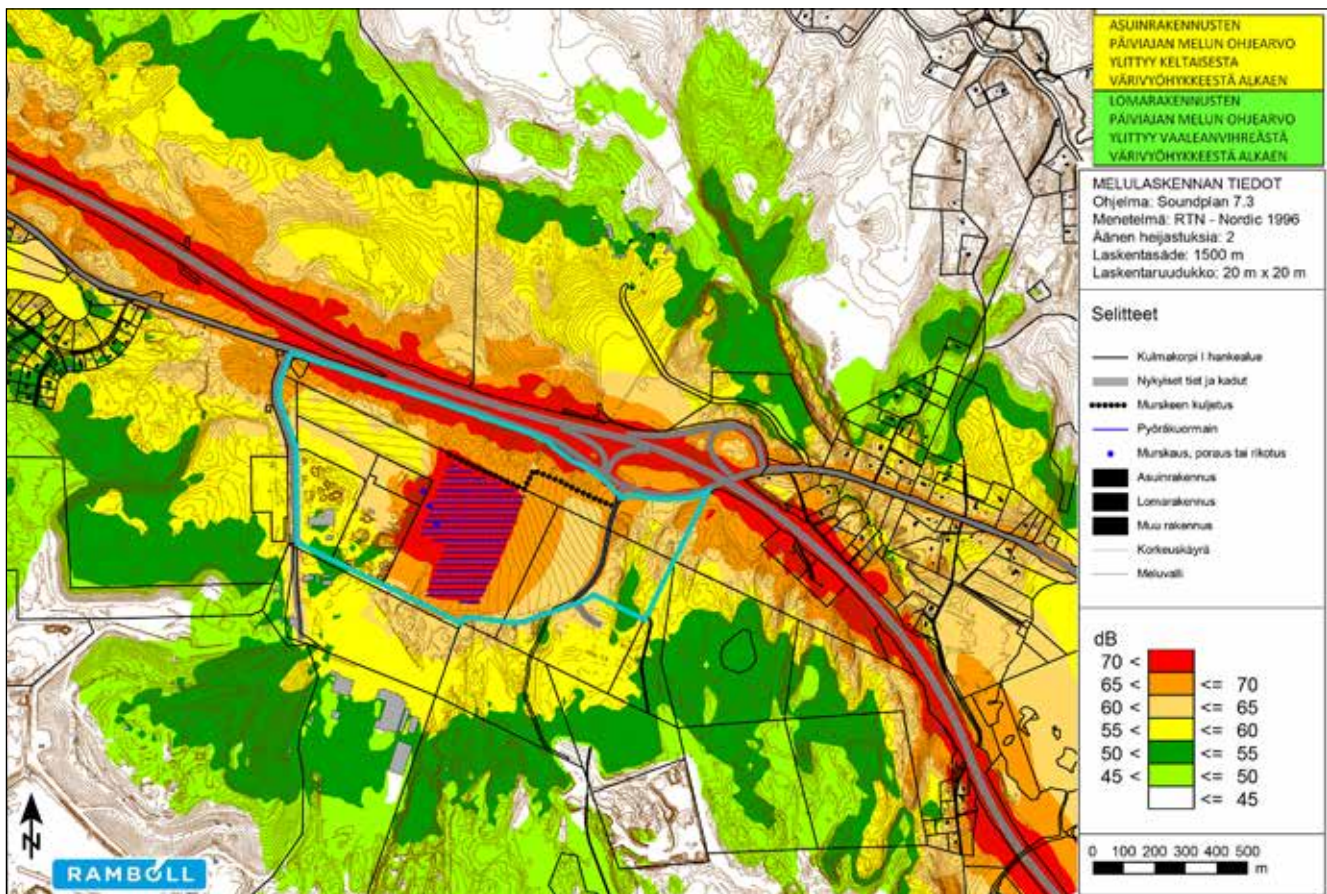 ASUINRAKENNUSTEN
PÄIVIAJAN MELUN OHJEARVO
YLITTYY KELTAISESTA
VÄRIVYÖHYKKEESTÄ ALKAEN
LOMARAKENNUSTEN
PÄIVIAJAN MELUN OHJEARVO
YLITTYY VAALEANVIHREÄSTÄ
VÄRIVYÖHYKKEESTÄ ALKAEN
MELULASKENNAN TIEDOT
Ohjelma: Soundplan 7.3
Menetelmä: RTN - Nordic 1996
Äänen heijastuksia: 2
Laskentasäde: 1500 m
Laskentaruudukko: 20 m x 20 m
Selitteet
Kulmakorpi I hankealue
Nykyiset tiet ja kadut
Murskeen kuljetus
Pyöräkuormain
Murskaus, poraus tai rikotus
Asuinrakennus
Lomarakennus
Muu rakennus
Korkeuskäyrä
Meluvalli
dB
70 <
65 < <= 70
60 < <= 65
55 < <= 60
50 < <= 55
45 < <= 50
<= 45
0 100 200 300 400 500
m
N
RAMBOLL